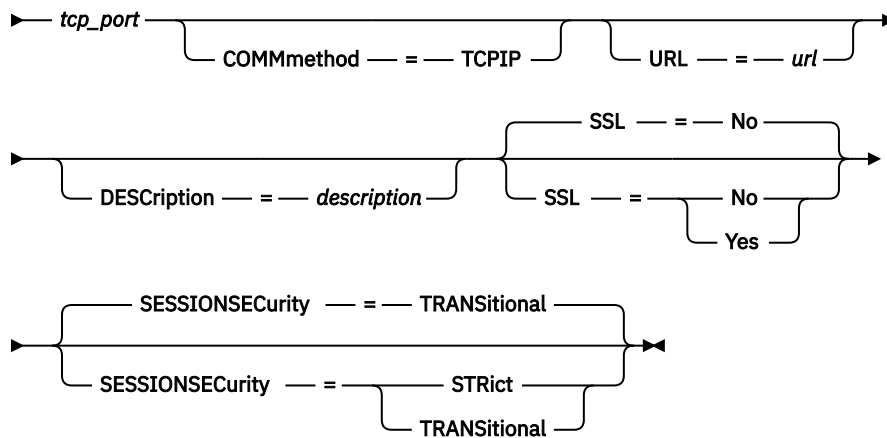 tcp_port
COMMmethod = TCPIP URL = url
SSL = No
DESCription = description SSL = No
Yes
SESSIONSECurity = TRANSitional
SESSIONSECurity = STRict
TRANSitional